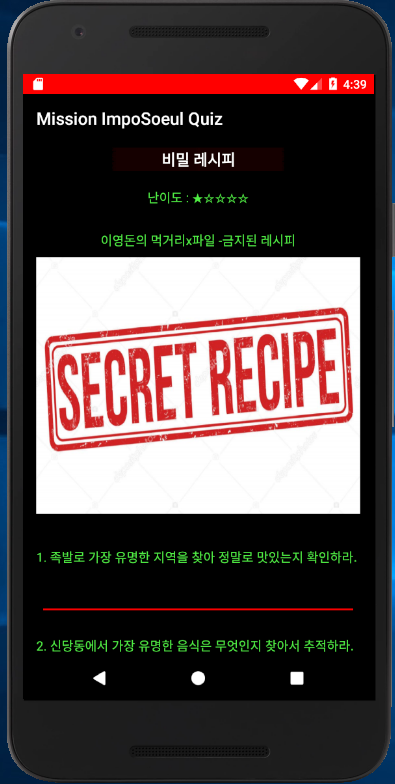 4:39
Mission ImpoSoeul Quiz
비밀 레시피
난이도 : ★☆☆☆☆
이영돈의 먹거리x파일 -금지된 레시피
SECRET RECIPE
1. 족발로 가장 유명한 지역을 찾아 정말로 맛있는지 확인하라.
2. 신당동에서 가장 유명한 음식은 무엇인지 찾아서 추적하라.